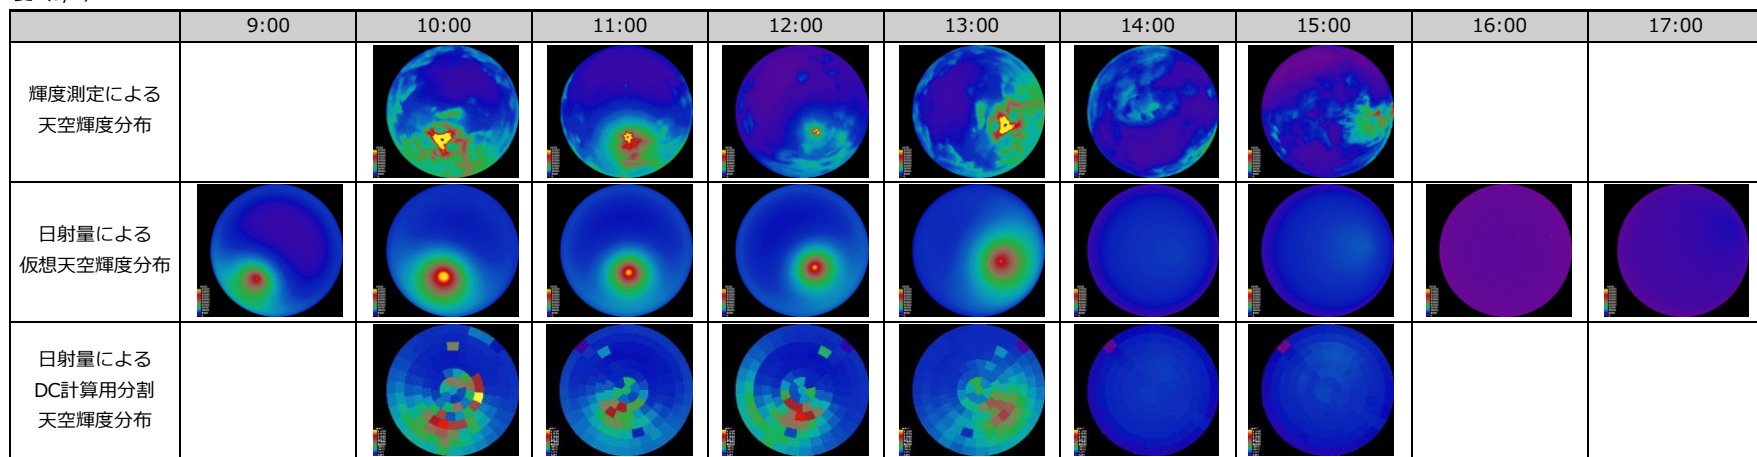 9:00 10:00 11:00 12:00 13:00 14:00 15:00 16:00 17:00
輝度測定による
天空輝度分布
日射量による
仮想天空輝度分布
日射量による
DC計算用分割
天空輝度分布